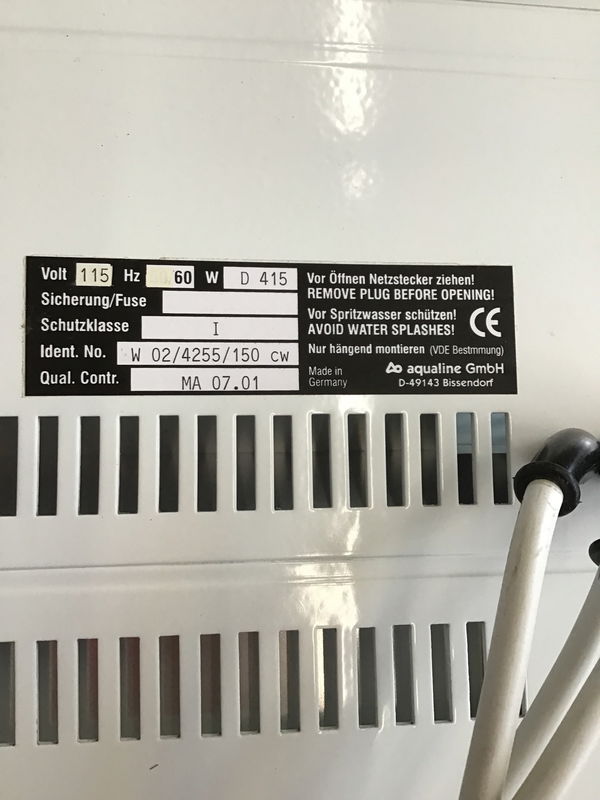 Volt 115 Hz /60 W D 415
Sicherung/Fuse
Schutzklasse I
Ident. No. W 02/4255/150 CW
Qual. Contr. MA 07.01
Vor Öffnen Netzstecker ziehen!
REMOVE PLUG BEFORE OPENING!
Vor Spritzwasser schützen!
AVOID WATER SPLASHES!
CE
Nur hängend montieren (VDE Bestmmung)
Made in
Germany
aqualine GmbH
D-49143 Bissendorf